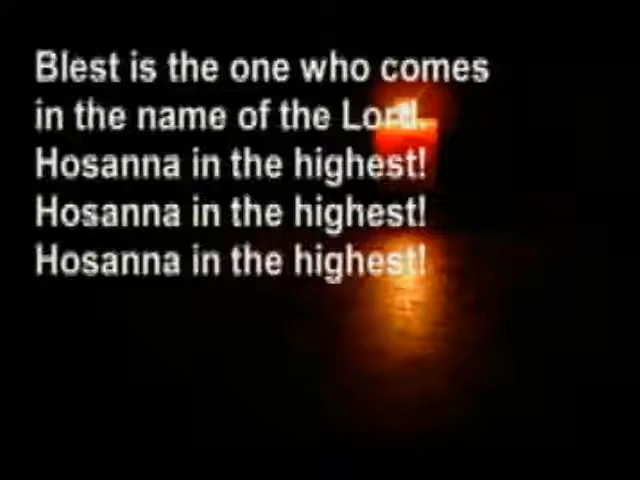 Blest is the one who comes
in the name of the Lord.
Hosanna in the highest!
Hosanna in the highest!
Hosanna in the highest!